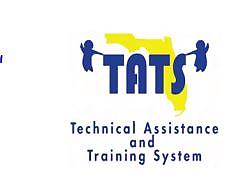 TATS
Technical Assistance
and
Training System